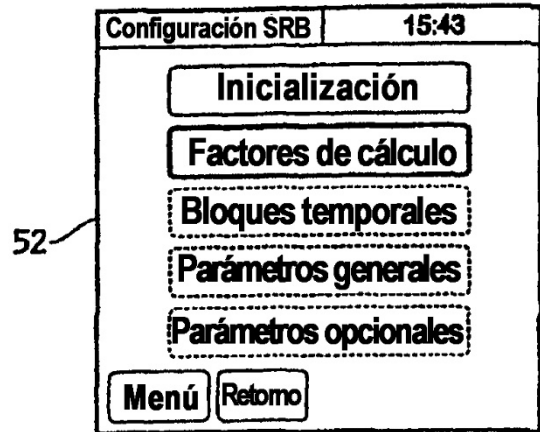 Configuración SRB 15:43
Inicialización
Factores de cálculo
Bloques temporales
Parámetros generales
Parámetros opcionales
Menú Retorno
52